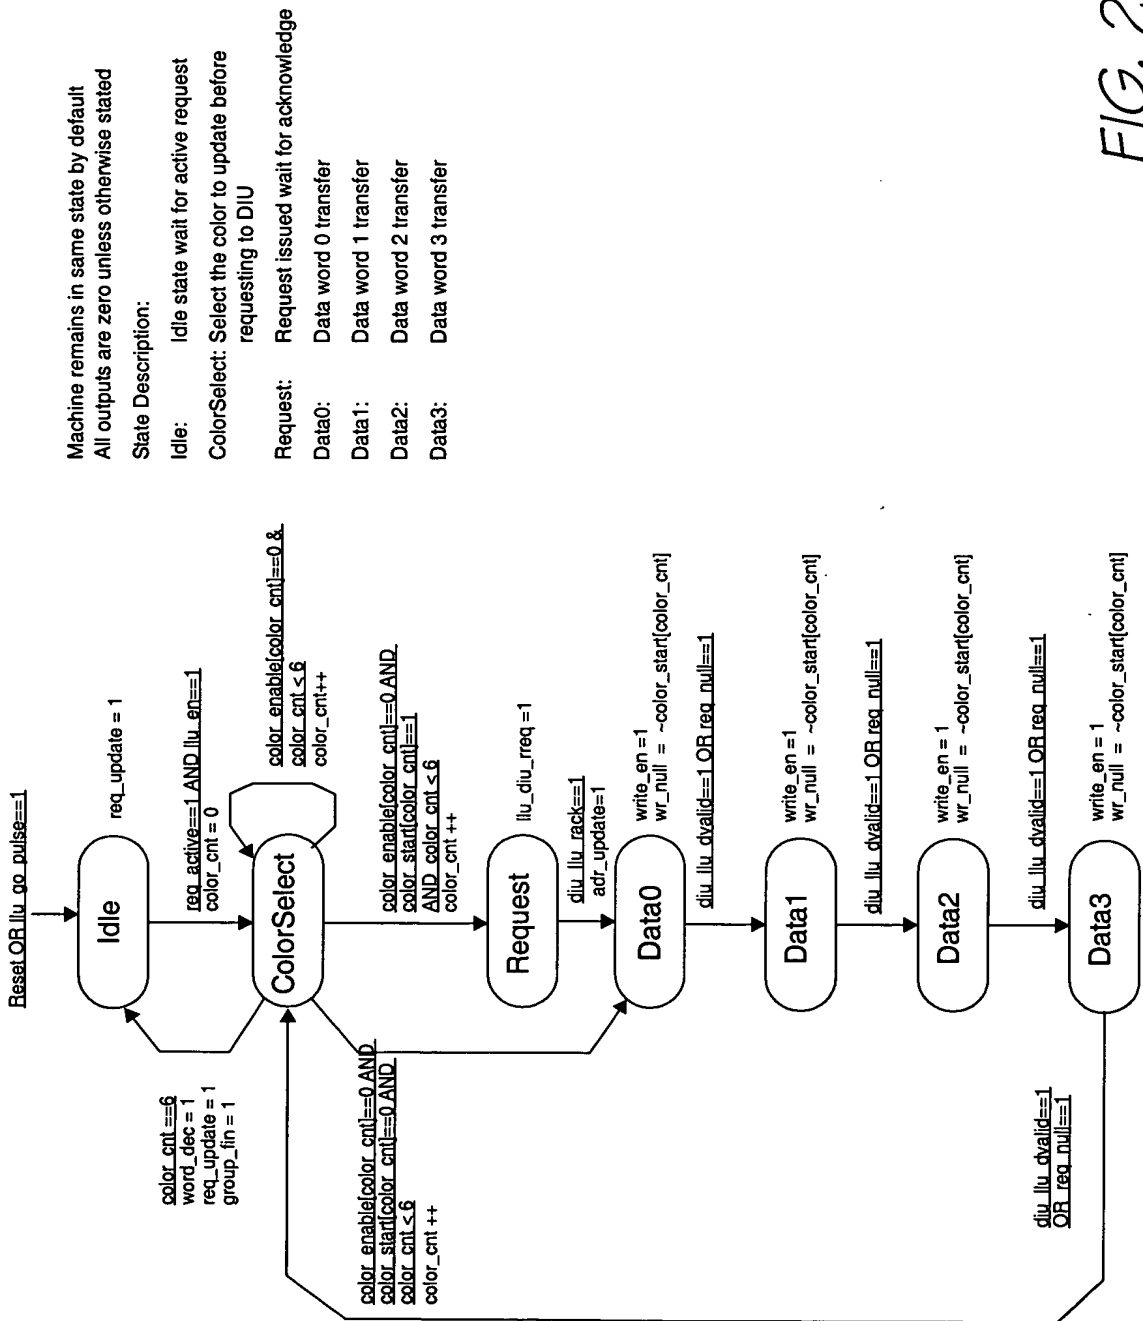 Reset OR llu_go_pulse==1
Idle
req_update = 1
req_active==1 AND llu_en==1
color_cnt = 0
color_cnt ==6
word_dec = 1
req_update = 1
group_fin = 1
ColorSelect
color_enable[color_cnt]==0 &
color_cnt < 6
color_cnt++
color_enable[color_cnt]==0 AND
color_start[color_cnt]==1
AND color_cnt < 6
color_cnt ++
color_enable[color_cnt]==0 AND
color_start[color_cnt]==0 AND
color_cnt < 6
color_cnt ++
Request
llu_diu_rreq =1
diu_llu_rack==1
adr_update=1
Data0
write_en =1
wr_null = ~color_start[color_cnt]
diu_llu_dvalid==1 OR req_null==1
Data1
write_en =1
wr_null = ~color_start[color_cnt]
diu_llu_dvalid==1 OR req_null==1
Data2
write_en = 1
wr_null = ~color_start[color_cnt]
diu_llu_dvalid==1 OR req_null==1
Data3
write_en = 1
wr_null = ~color_start[color_cnt]
diu_llu_dvalid==1
OR req_null==1
Machine remains in same state by default
All outputs are zero unless otherwise stated
State Description:
Idle: Idle state wait for active request
ColorSelect: Select the color to update before
requesting to DIU
Request: Request issued wait for acknowledge
Data0: Data word 0 transfer
Data1: Data word 1 transfer
Data2: Data word 2 transfer
Data3: Data word 3 transfer
FIG.